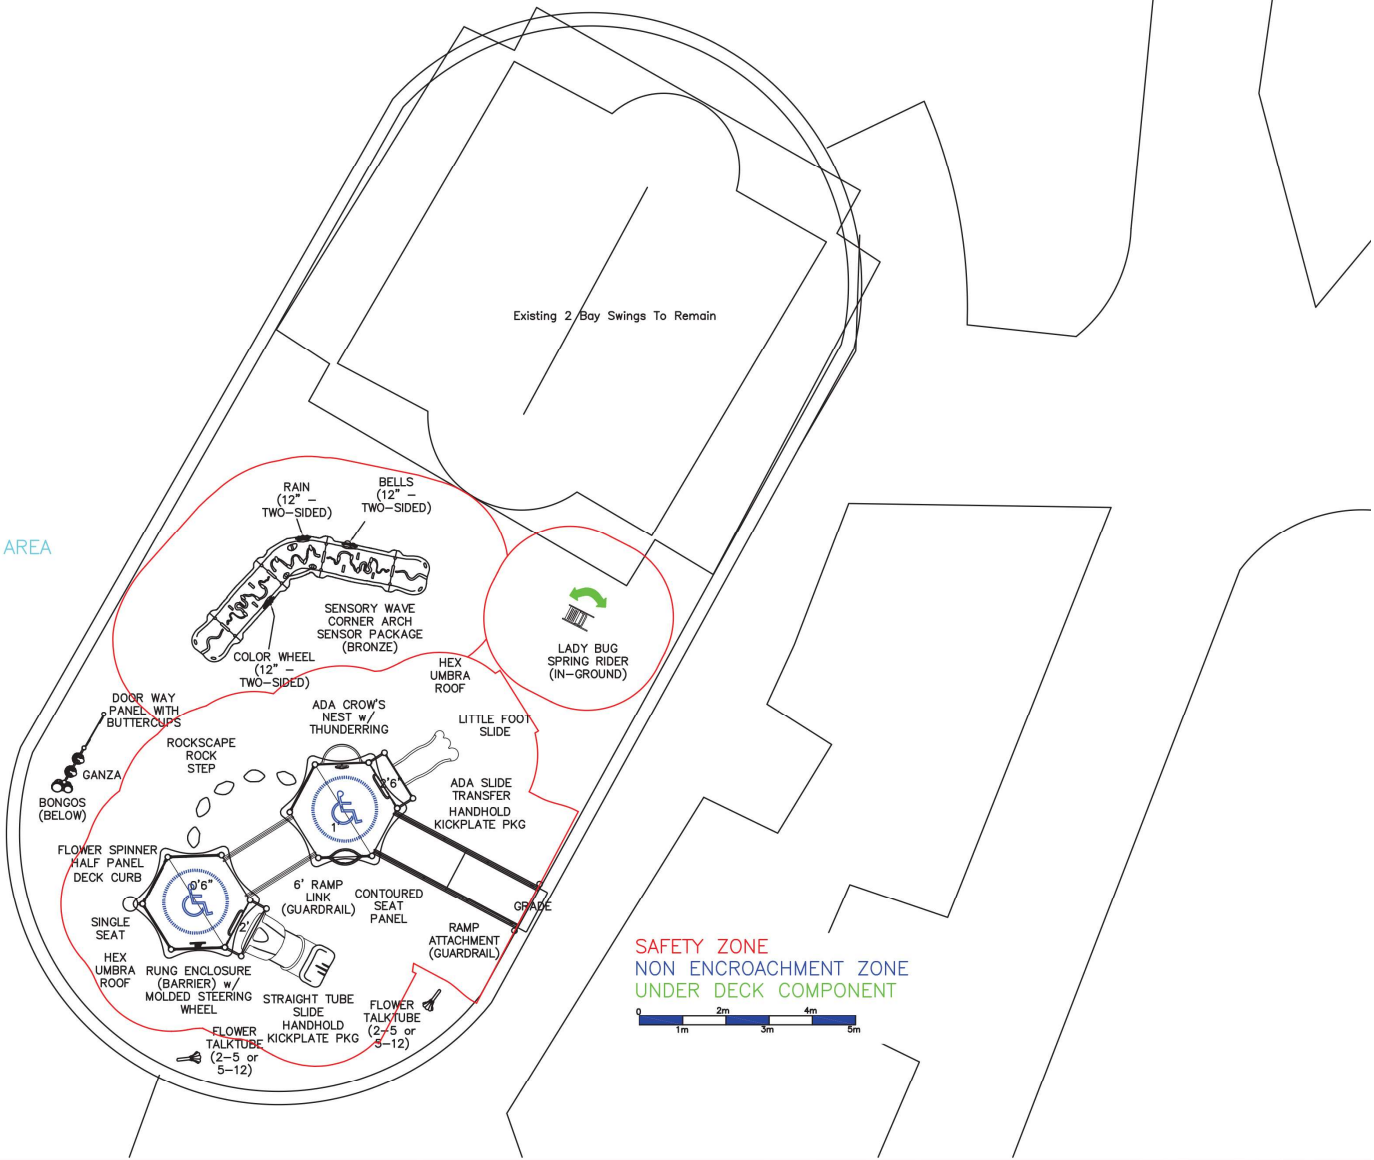 Existing 2 Bay Swings To Remain
RAIN
(12" –
TWO-SIDED)
BELLS
(12" –
TWO-SIDED)
AREA
SENSORY WAVE
CORNER ARCH
SENSOR PACKAGE
(BRONZE)
COLOR WHEEL
(12" –
TWO-SIDED)
LADY BUG
SPRING RIDER
(IN-GROUND)
HEX
UMBRA
ROOF
DOOR WAY
PANEL WITH
BUTTERCUPS
ADA CROW'S
NEST w/
THUNDERRING
LITTLE FOOT
SLIDE
ROCKSCAPE
ROCK
STEP
GANZA
BONGOS
(BELOW)
2'6"
1'
ADA SLIDE
TRANSFER
HANDHOLD
KICKPLATE PKG
FLOWER SPINNER
HALF PANEL
DECK CURB
0'6"
6' RAMP
LINK
(GUARDRAIL)
CONTOURED
SEAT
PANEL
GRADE
SINGLE
SEAT
2'
RAMP
ATTACHMENT
(GUARDRAIL)
HEX
UMBRA
ROOF
RUNG ENCLOSURE
(BARRIER) w/
MOLDED STEERING
WHEEL
STRAIGHT TUBE
SLIDE
HANDHOLD
KICKPLATE PKG
FLOWER
TALKTUBE
(2-5 or
5-12)
FLOWER
TALKTUBE
(2-5 or
5-12)
SAFETY ZONE
NON ENCROACHMENT ZONE
UNDER DECK COMPONENT
0 2m 4m
1m 3m 5m